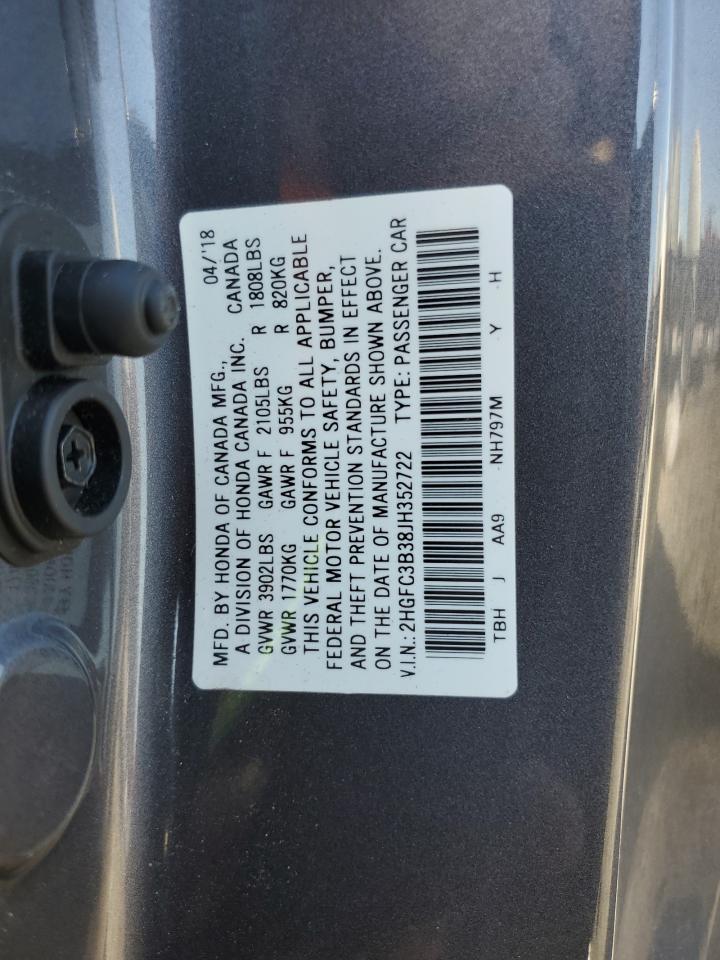 MFD. BY HONDA OF CANADA MFG., 04/'18
A DIVISION OF HONDA CANADA INC. CANADA
GVWR 3902LBS GAWR F 2105LBS R 1808LBS
GVWR 1770KG GAWR F 955KG R 820KG
THIS VEHICLE CONFORMS TO ALL APPLICABLE
FEDERAL MOTOR VEHICLE SAFETY, BUMPER,
AND THEFT PREVENTION STANDARDS IN EFFECT
ON THE DATE OF MANUFACTURE SHOWN ABOVE.
V.I.N.: 2HGFC3B38JH352722 TYPE: PASSENGER CAR
TBH J AA9 -NH797M -Y -H